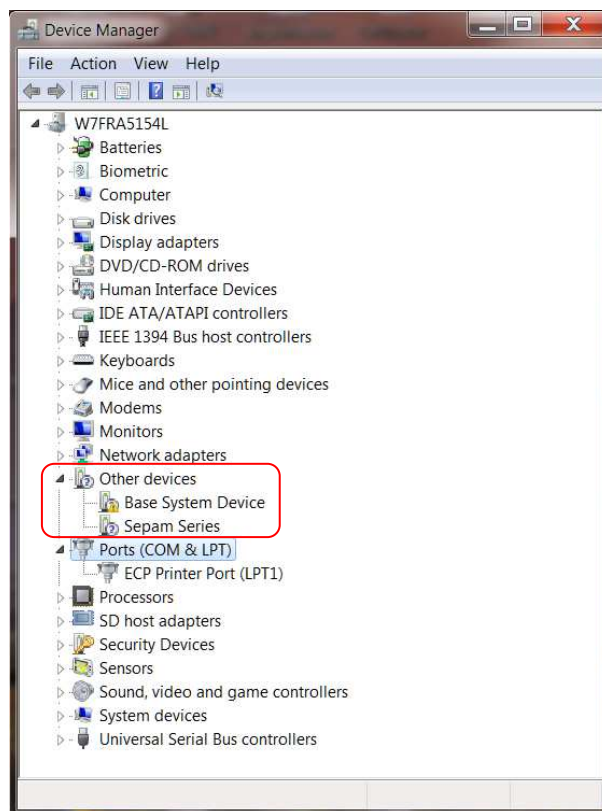 Device Manager
File Action View Help
W7FRA5154L
Batteries
Biometric
Computer
Disk drives
Display adapters
DVD/CD-ROM drives
Human Interface Devices
IDE ATA/ATAPI controllers
IEEE 1394 Bus host controllers
Keyboards
Mice and other pointing devices
Modems
Monitors
Network adapters
Other devices
Base System Device
Sepam Series
Ports (COM & LPT)
ECP Printer Port (LPT1)
Processors
SD host adapters
Security Devices
Sensors
Sound, video and game controllers
System devices
Universal Serial Bus controllers